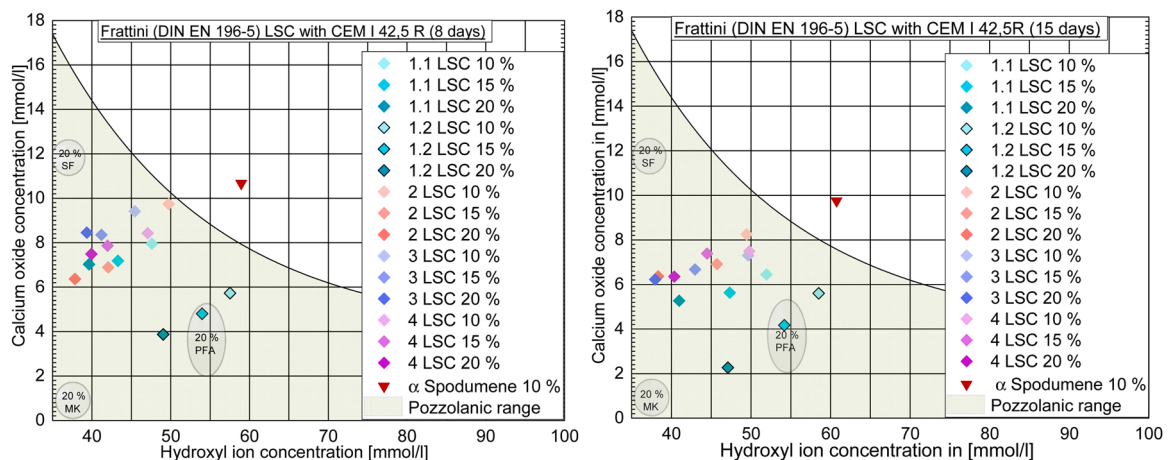 Frattini (DIN EN 196-5) LSC with CEM I 42,5 R (8 days)
Calcium oxide concentration [mmol/l]
18
16
14
12
10
8
6
4
2
0
20 %
SF
20 %
PFA
20 %
MK
1.1 LSC 10 %
1.1 LSC 15 %
1.1 LSC 20 %
1.2 LSC 10 %
1.2 LSC 15 %
1.2 LSC 20 %
2 LSC 10 %
2 LSC 15 %
2 LSC 20 %
3 LSC 10 %
3 LSC 15 %
3 LSC 20 %
4 LSC 10 %
4 LSC 15 %
4 LSC 20 %
α Spodumene 10 %
Pozzolanic range
40 50 60 70 80 90 100
Hydroxyl ion concentration [mmol/l]
Frattini (DIN EN 196-5) LSC with CEM I 42,5R (15 days)
Calcium oxide concentration in [mmol/l]
18
16
14
12
10
8
6
4
2
0
20 %
SF
20 %
PFA
20 %
MK
1.1 LSC 10 %
1.1 LSC 15 %
1.1 LSC 20 %
1.2 LSC 10 %
1.2 LSC 15 %
1.2 LSC 20 %
2 LSC 10 %
2 LSC 15 %
2 LSC 20 %
3 LSC 10 %
3 LSC 15 %
3 LSC 20 %
4 LSC 10 %
4 LSC 15 %
4 LSC 20 %
α Spodumene 10 %
Pozzolanic range
40 50 60 70 80 90 100
Hydroxyl ion concentration in [mmol/l]